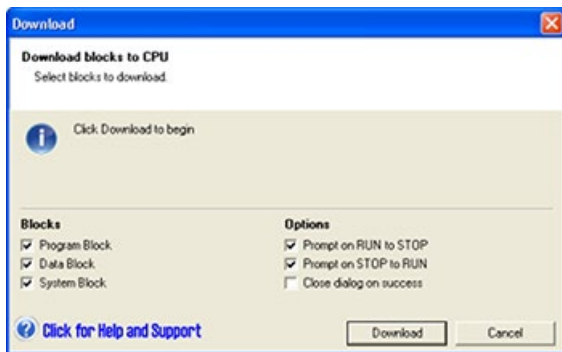 Download
Download blocks to CPU
Select blocks to download.
Click Download to begin
Blocks
Program Block
Data Block
System Block
Options
Prompt on RUN to STOP
Prompt on STOP to RUN
Close dialog on success
Click for Help and Support
Download
Cancel